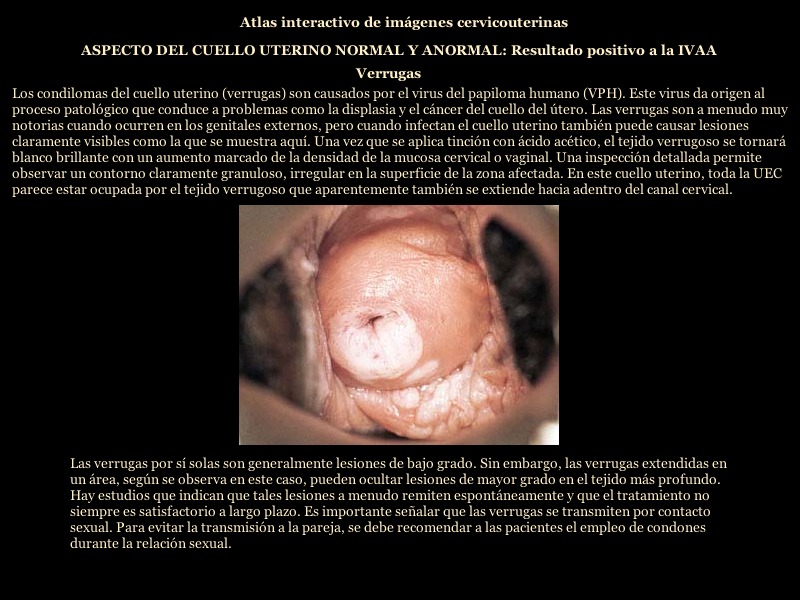 Atlas interactivo de imágenes cervicouterinas
ASPECTO DEL CUELLO UTERINO NORMAL Y ANORMAL: Resultado positivo a la IVAA
Verrugas
Los condilomas del cuello uterino (verrugas) son causados por el virus del papiloma humano (VPH). Este virus da origen al
proceso patológico que conduce a problemas como la displasia y el cáncer del cuello del útero. Las verrugas son a menudo muy
notorias cuando ocurren en los genitales externos, pero cuando infectan el cuello uterino también puede causar lesiones
claramente visibles como la que se muestra aquí. Una vez que se aplica tinción con ácido acético, el tejido verrugoso se tornará
blanco brillante con un aumento marcado de la densidad de la mucosa cervical o vaginal. Una inspección detallada permite
observar un contorno claramente granuloso, irregular en la superficie de la zona afectada. En este cuello uterino, toda la UEC
parece estar ocupada por el tejido verrugoso que aparentemente también se extiende hacia adentro del canal cervical.
Las verrugas por sí solas son generalmente lesiones de bajo grado. Sin embargo, las verrugas extendidas en
un área, según se observa en este caso, pueden ocultar lesiones de mayor grado en el tejido más profundo.
Hay estudios que indican que tales lesiones a menudo remiten espontáneamente y que el tratamiento no
siempre es satisfactorio a largo plazo. Es importante señalar que las verrugas se transmiten por contacto
sexual. Para evitar la transmisión a la pareja, se debe recomendar a las pacientes el empleo de condones
durante la relación sexual.